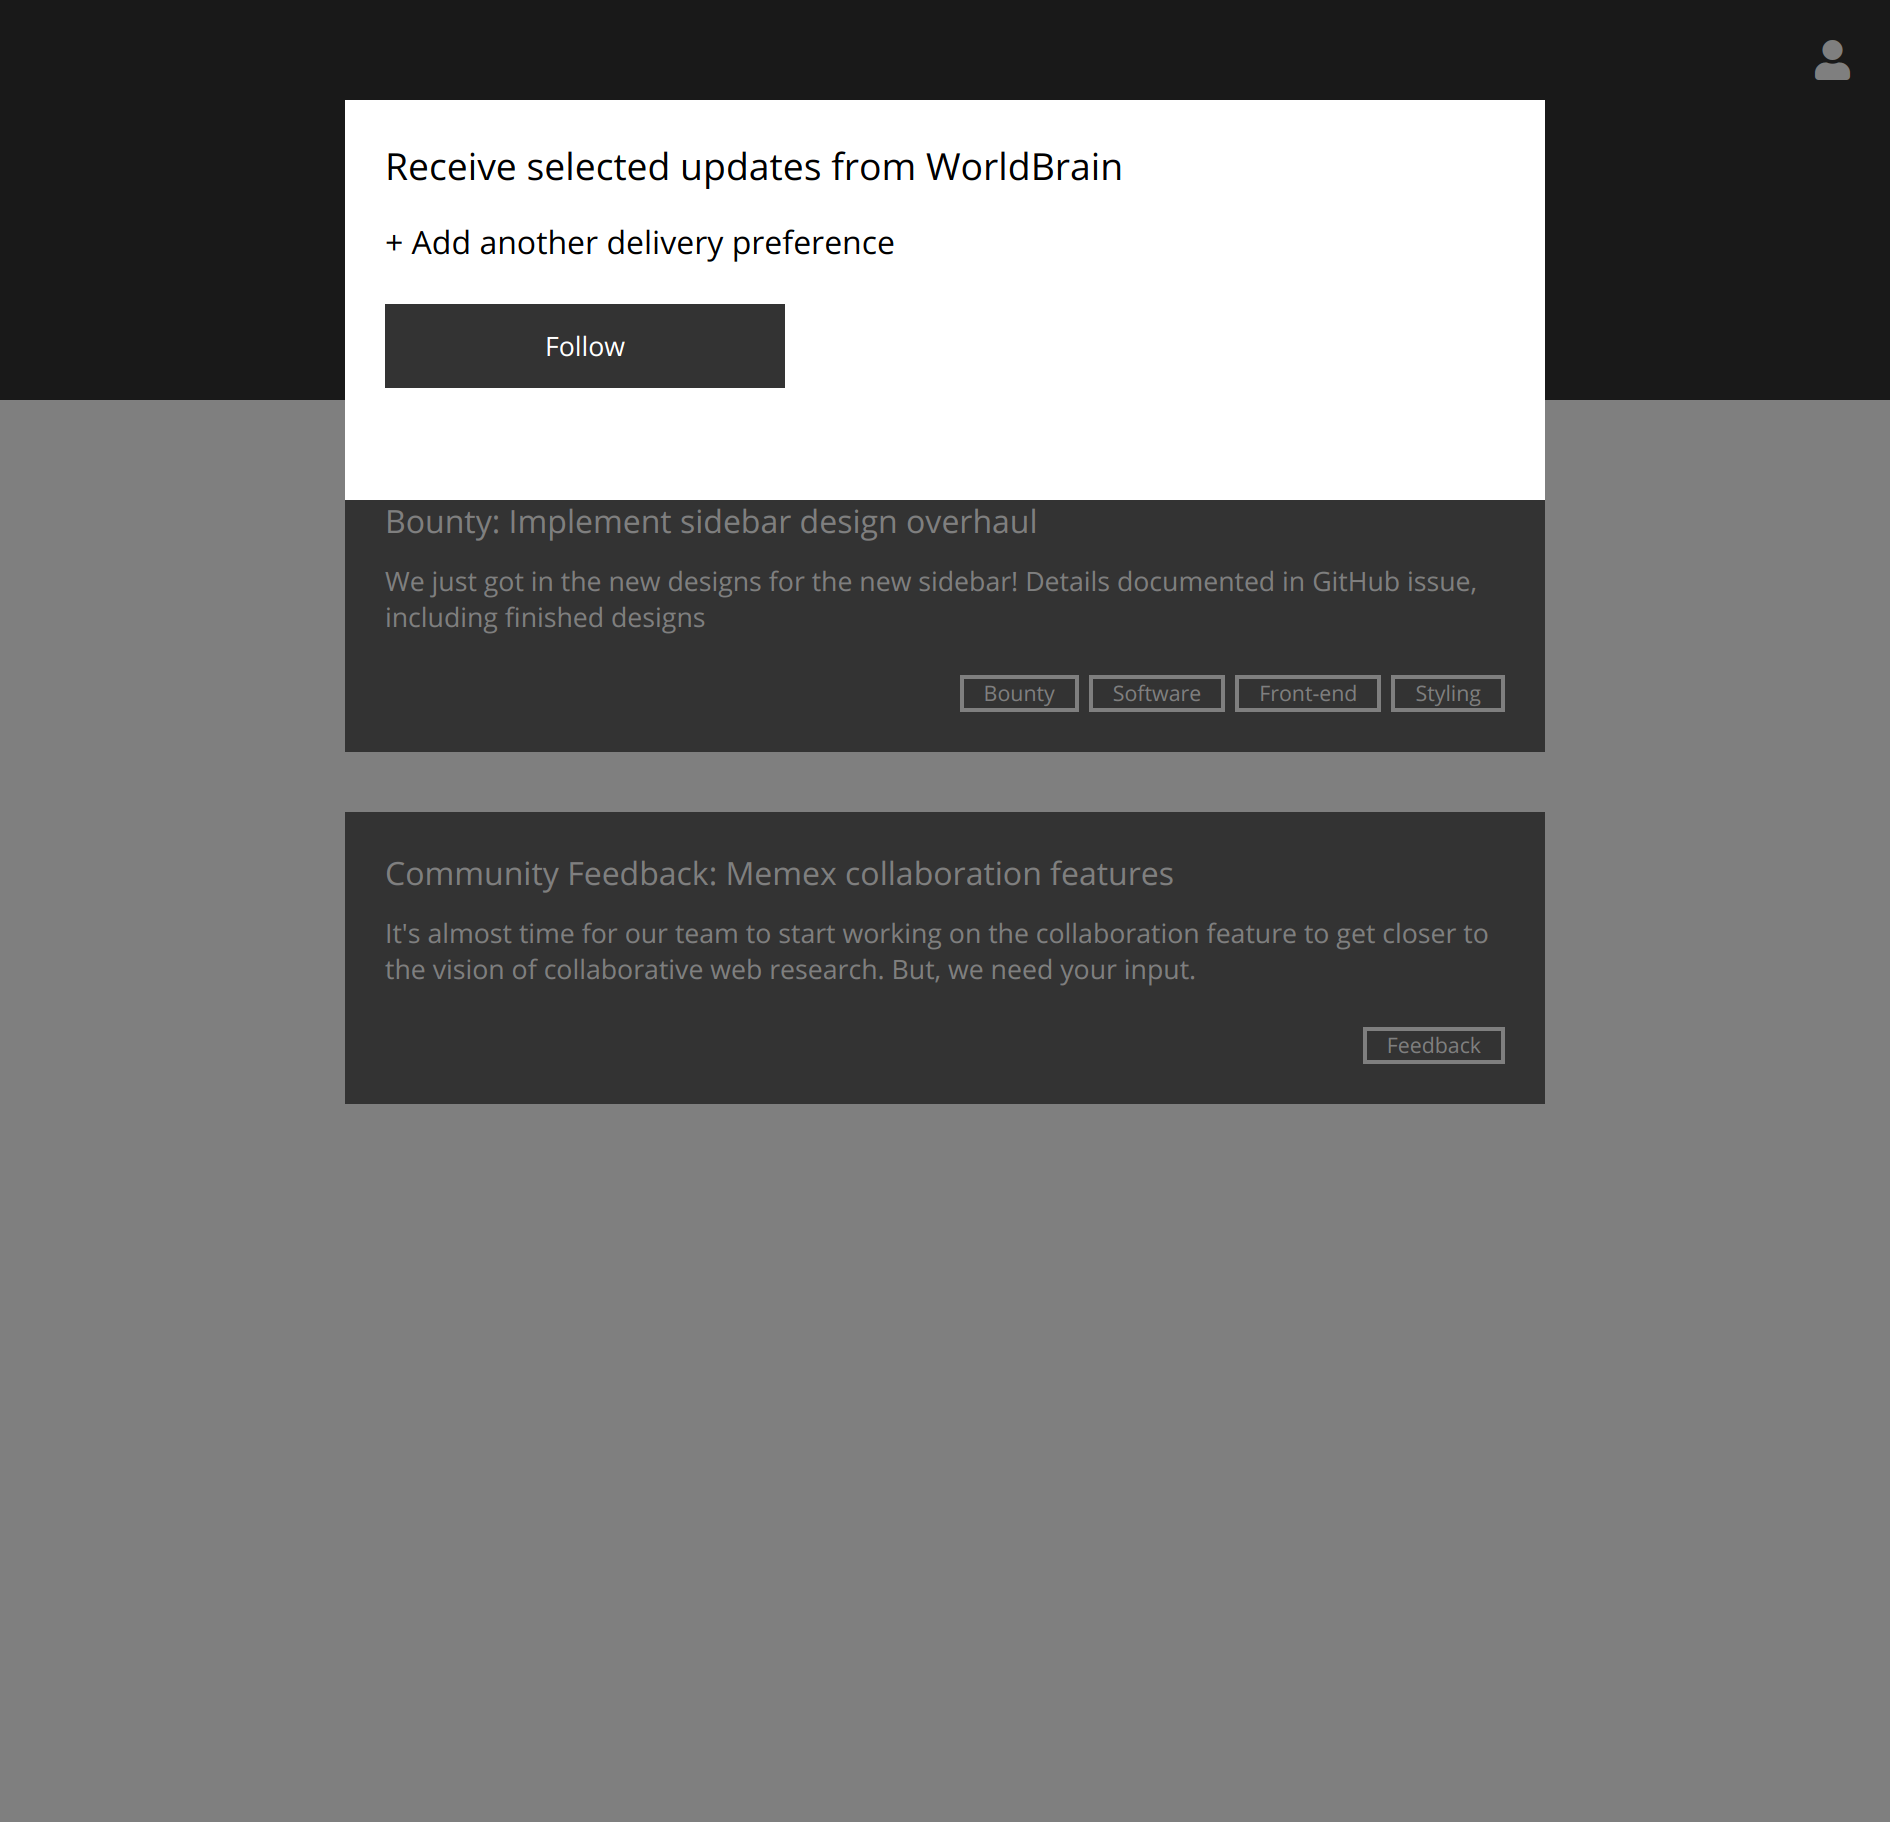 Receive selected updates from WorldBrain
+ Add another delivery preference
Follow
Bounty: Implement sidebar design overhaul
We just got in the new designs for the new sidebar! Details documented in GitHub issue,
including finished designs
Bounty Software Front-end Styling
Community Feedback: Memex collaboration features
It's almost time for our team to start working on the collaboration feature to get closer to
the vision of collaborative web research. But, we need your input.
Feedback